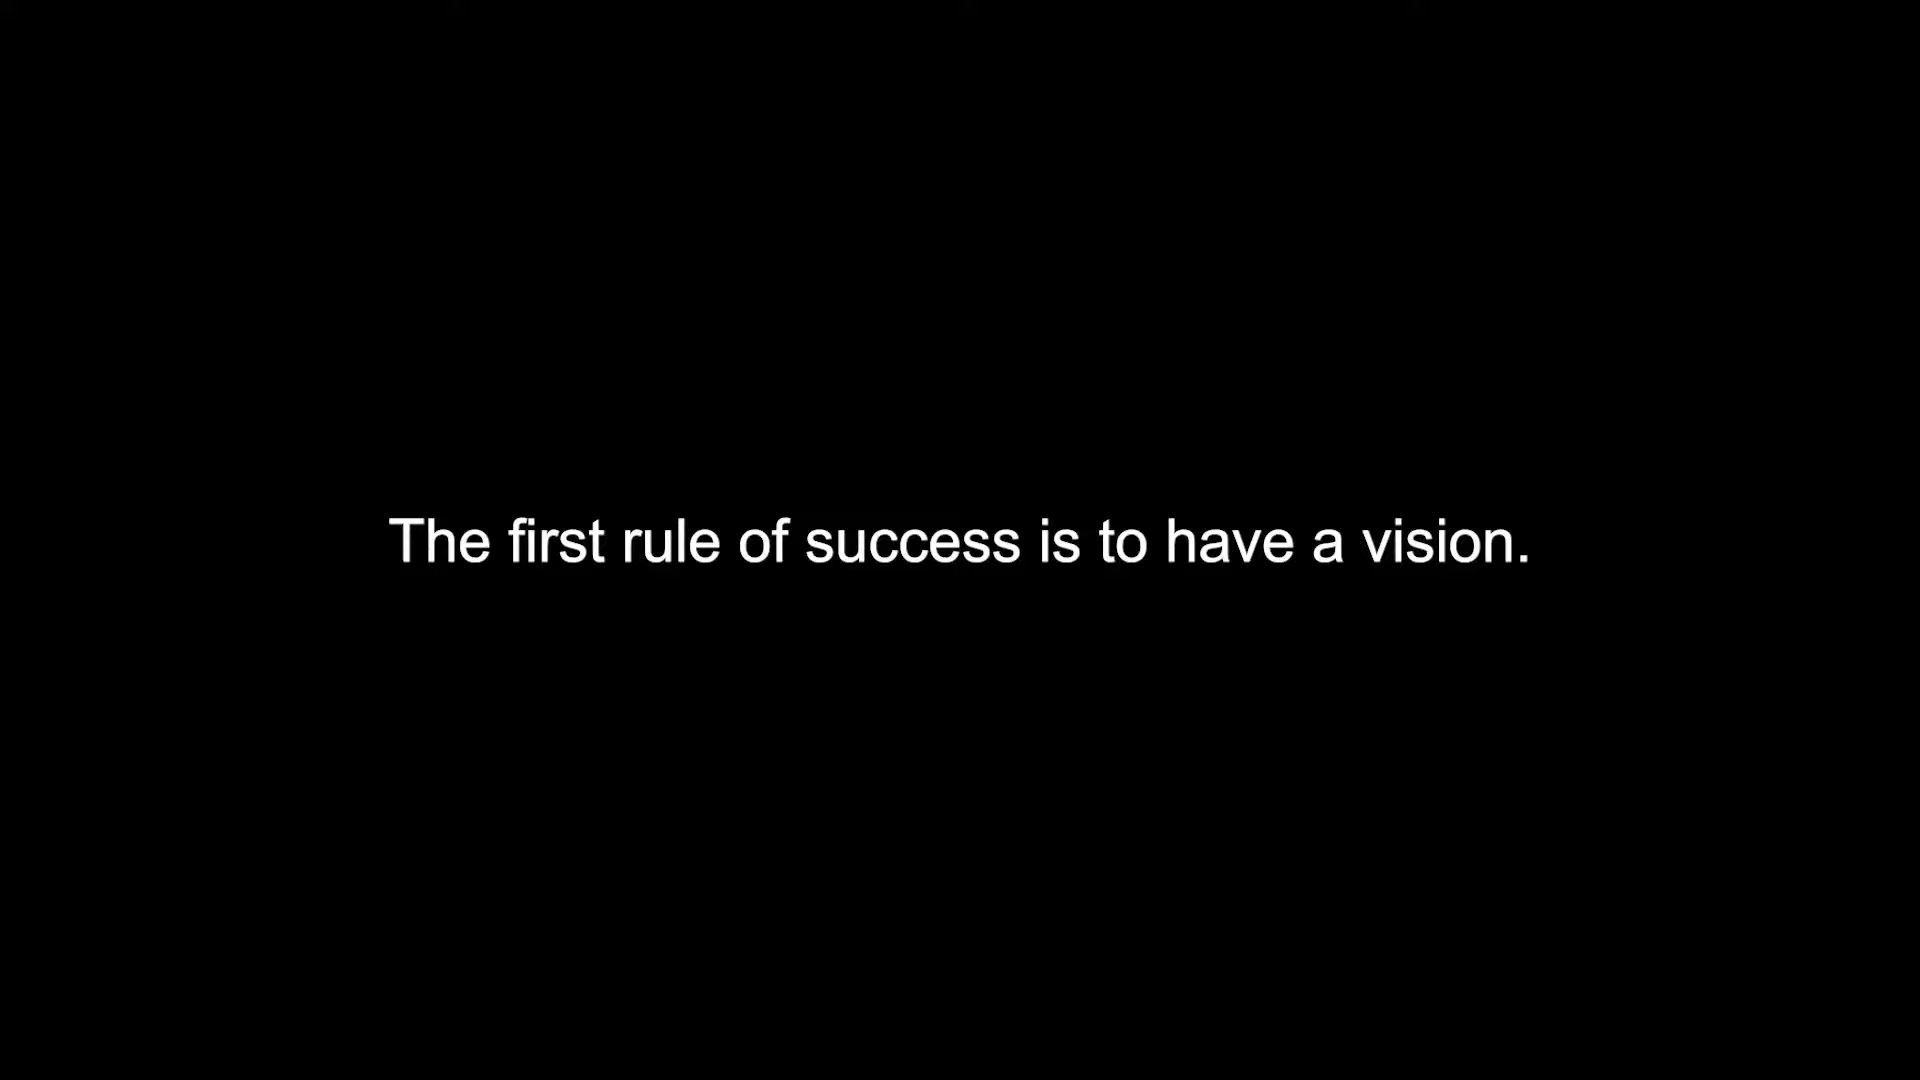 The first rule of success is to have a vision.